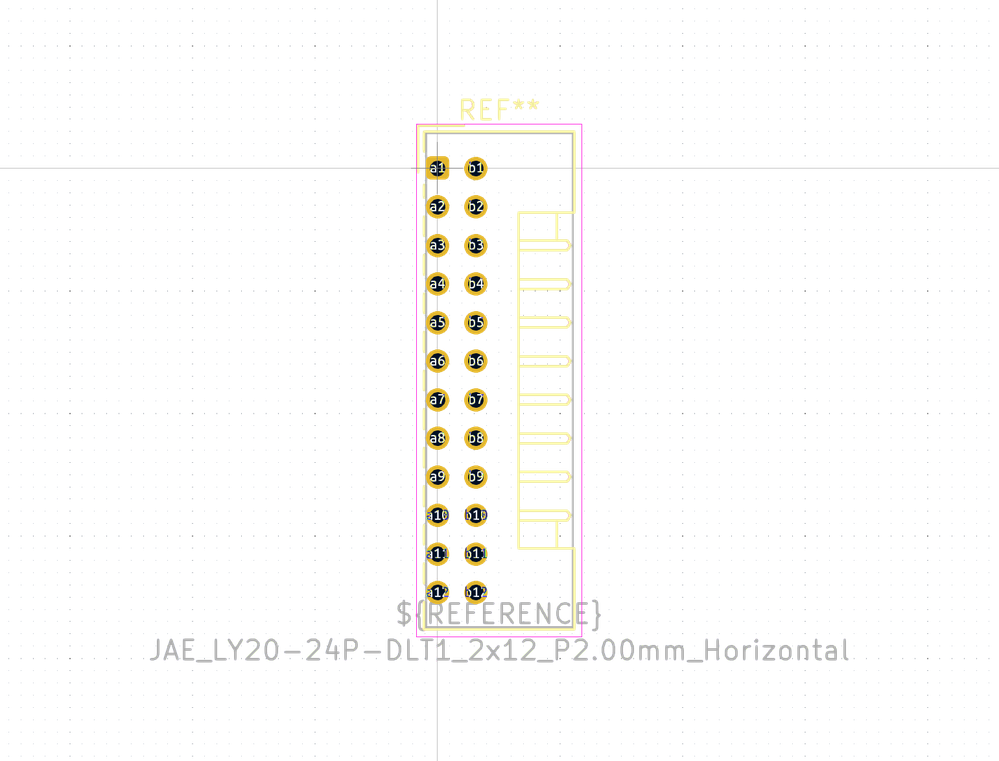 REF**
a1 b1
a2 b2
a3 b3
a4 b4
a5 b5
a6 b6
a7 b7
a8 b8
a9 b9
a10 b10
a11 b11
a12 b12
${REFERENCE}
JAE_LY20-24P-DLT1_2x12_P2.00mm_Horizontal